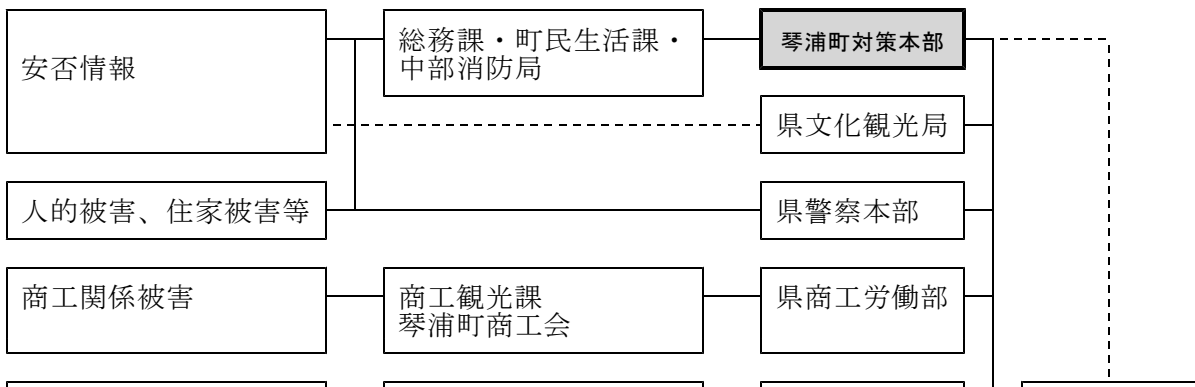 安否情報
総務課・町民生活課・
中部消防局
琴浦町対策本部
県文化観光局
人的被害、住家被害等
県警察本部
商工関係被害
商工観光課
琴浦町商工会
県商工労働部